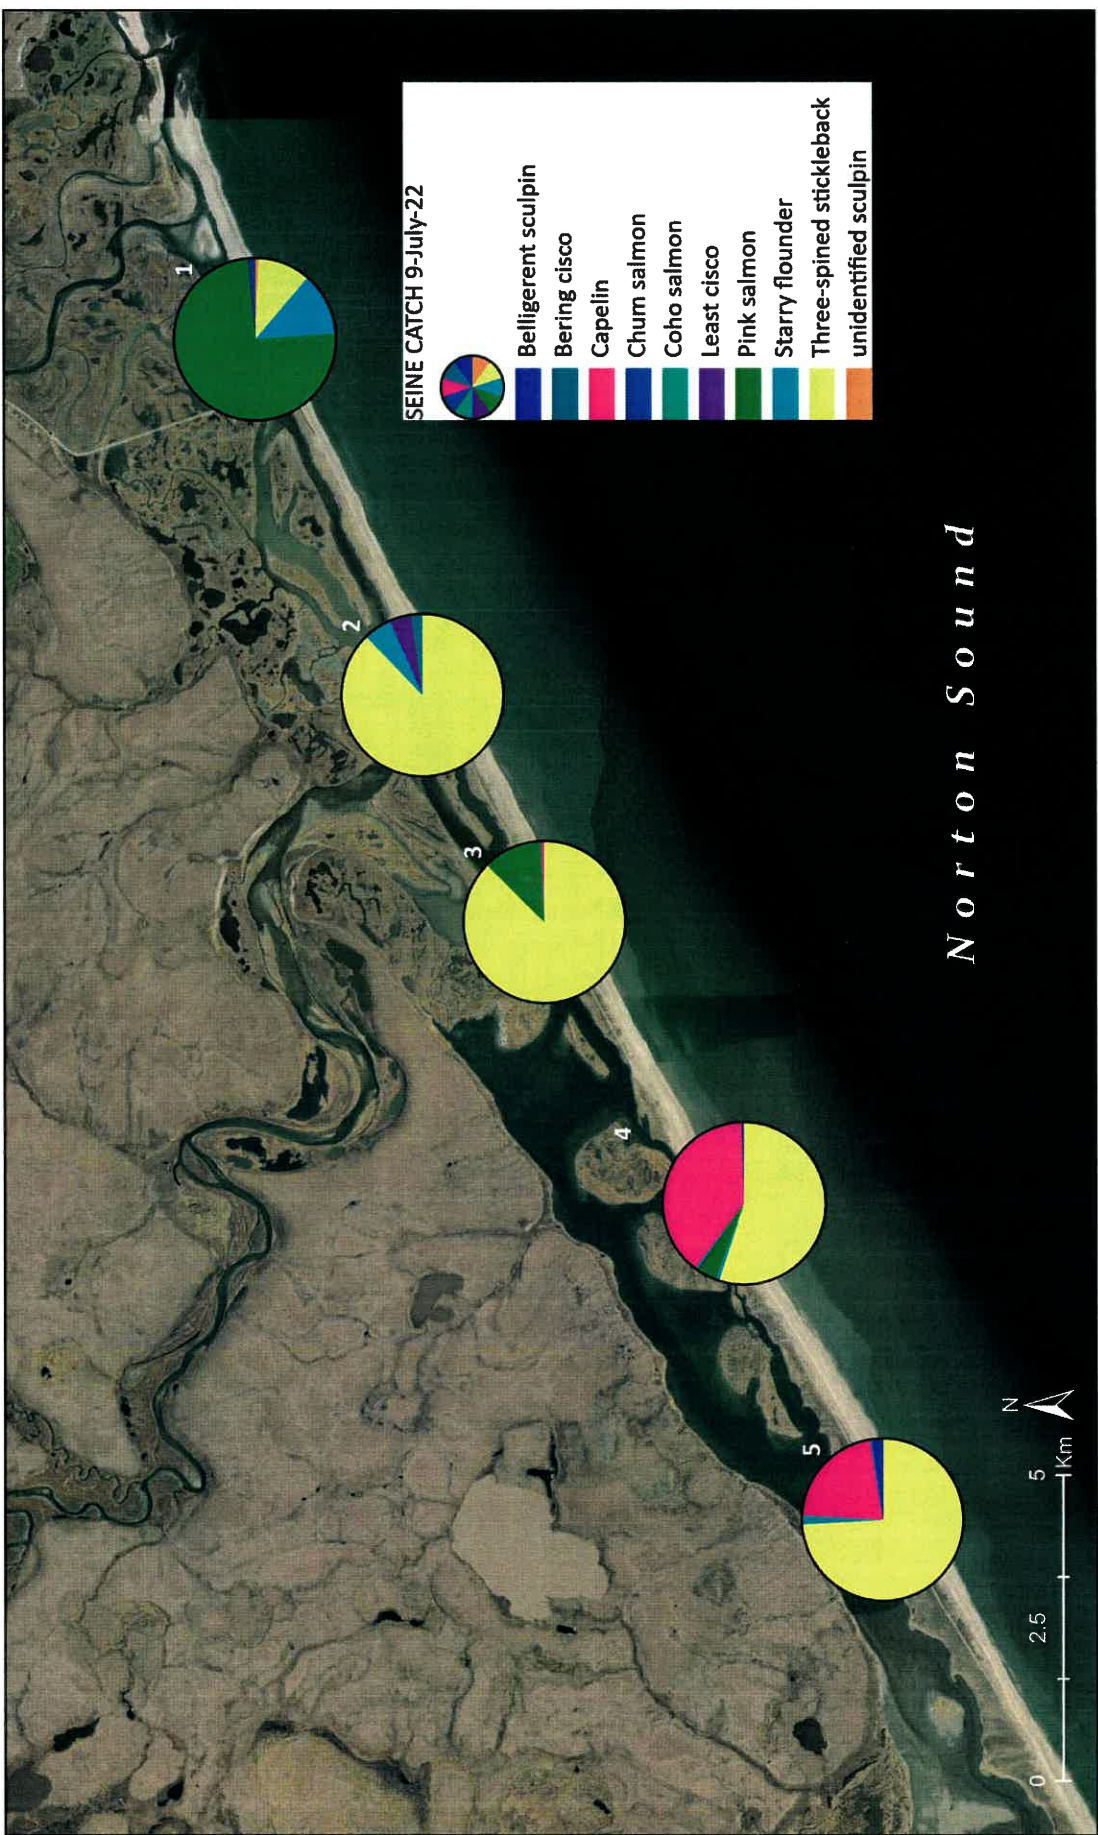 1
2
3
4
5
SEINE CATCH 9-July-22
Belligerent sculpin
Bering cisco
Capelin
Chum salmon
Coho salmon
Least cisco
Pink salmon
Starry flounder
Three-spined stickleback
unidentified sculpin
Norton Sound
N
0 2.5 5
Km